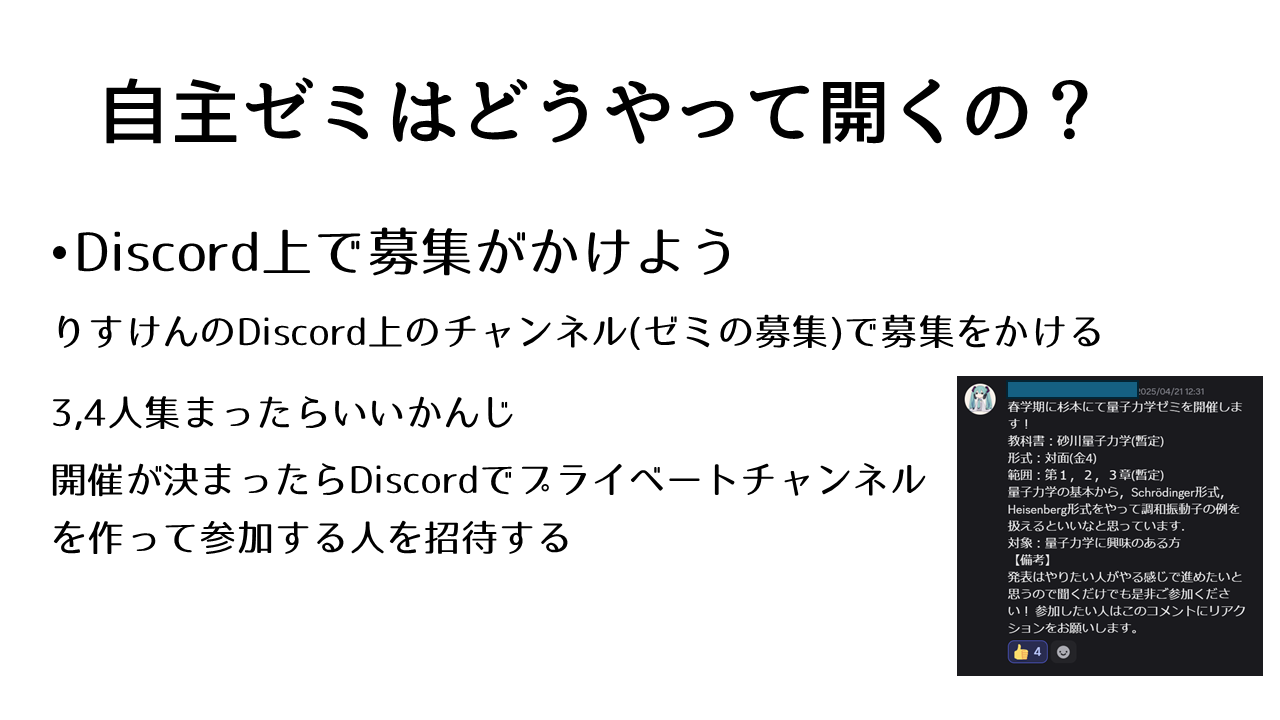 自主ゼミはどうやって開くの？
•Discord上で募集がかけよう
りすけんのDiscord上のチャンネル(ゼミの募集)で募集をかける
3,4人集まったらいいかんじ
開催が決まったらDiscordでプライベートチャンネル
を作って参加する人を招待する
2025/04/21 12:31
春学期に杉本にて量子力学ゼミを開催しま
す！
教科書：砂川量子力学(暫定)
形式：対面(金4)
範囲：第１，２，３章(暫定)
量子力学の基本から，Schrödinger形式，
Heisenberg形式をやって調和振動子の例を
扱えるといいなと思っています.
対象：量子力学に興味のある方
【備考】
発表はやりたい人がやる感じで進めたいと
思うので聞くだけでも是非ご参加くださ
い！ 参加したい人はこのコメントにリアク
ションをお願いします。
4